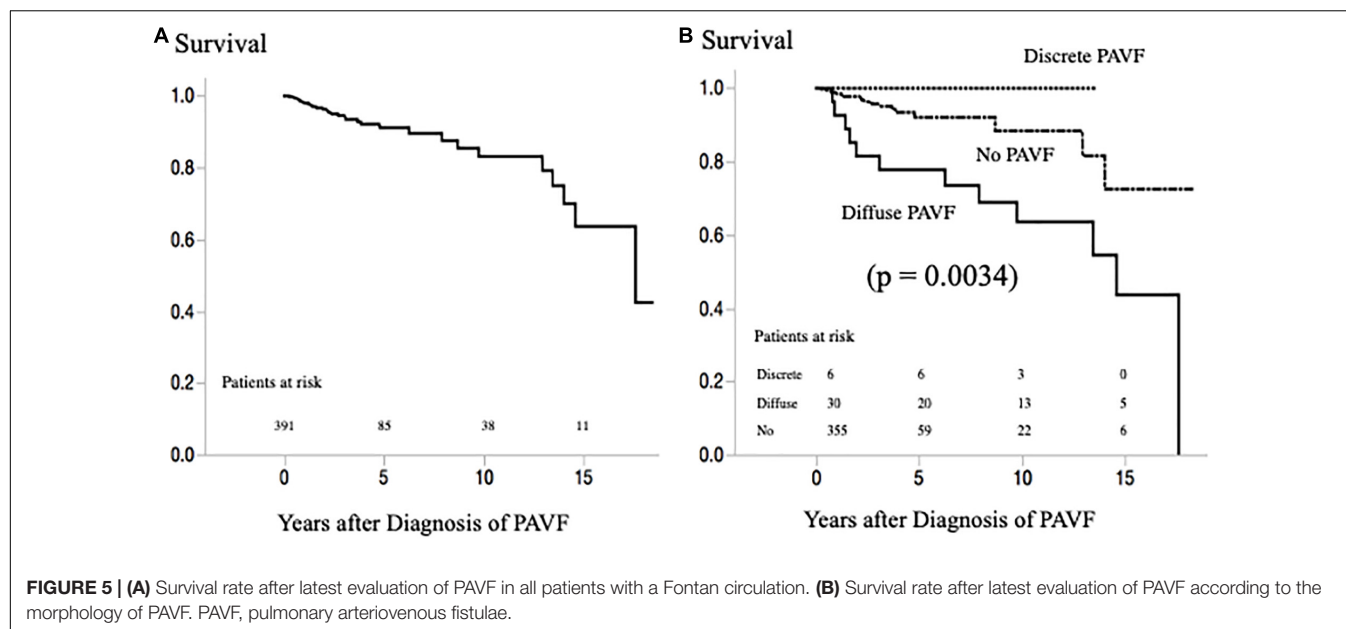 A Survival
1.0
0.8
0.6
0.4
0.2
0.0
Patients at risk
391 85 38 11
0 5 10 15
Years after Diagnosis of PAVF
B Survival
Discrete PAVF
1.0
No PAVF
0.8
Diffuse PAVF
0.6
(p = 0.0034)
0.4
Patients at risk
Discrete 6 6 3 0
0.2
Diffuse 30 20 13 5
No 355 59 22 6
0.0
0 5 10 15
Years after Diagnosis of PAVF
FIGURE 5 | (A) Survival rate after latest evaluation of PAVF in all patients with a Fontan circulation. (B) Survival rate after latest evaluation of PAVF according to the
morphology of PAVF. PAVF, pulmonary arteriovenous fistulae.